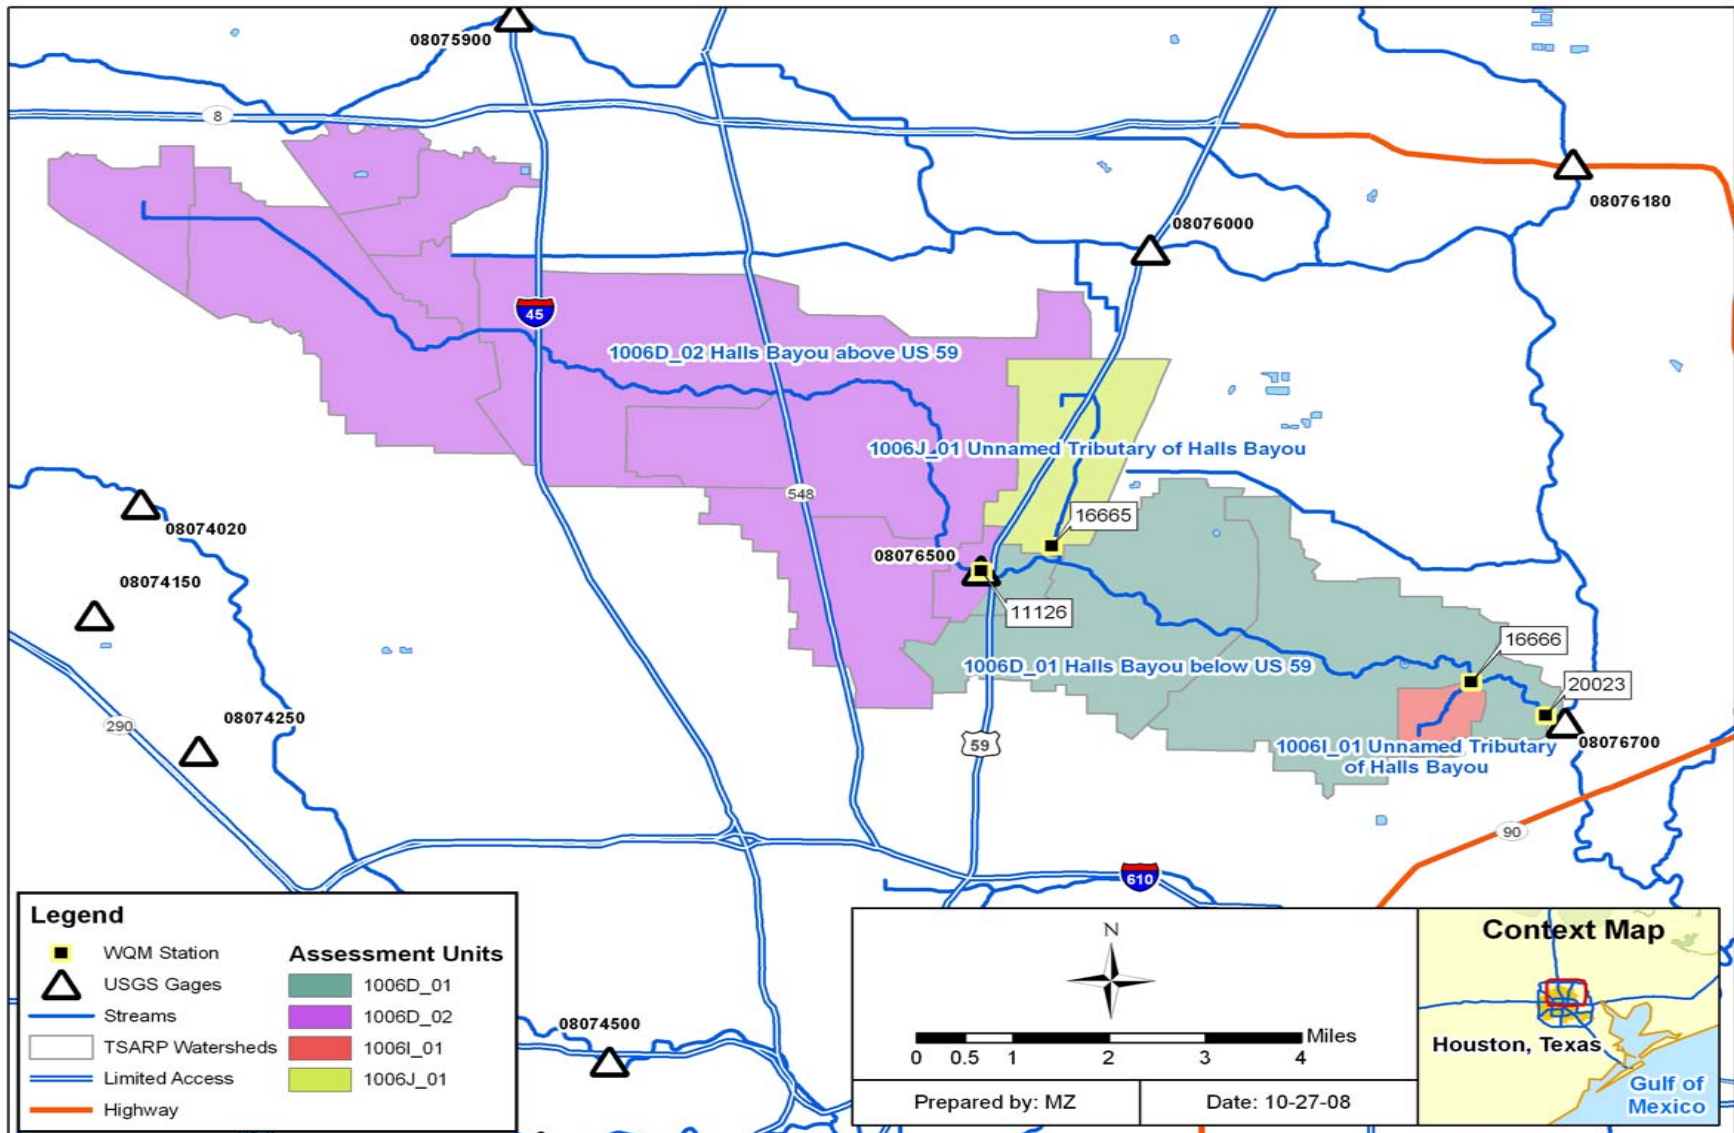 08075900
8
08076180
08076000
45
1006D_02 Halls Bayou above US 59
1006J_01 Unnamed Tributary of Halls Bayou
548
16665
08074020
08076500
08074150
11126
16666
1006D_01 Halls Bayou below US 59
20023
08074250
290
59
08076700
1006I_01 Unnamed Tributary
of Halls Bayou
90
610
Legend
WQM Station
USGS Gages
Streams
TSARP Watersheds
Limited Access
Highway
Assessment Units
1006D_01
1006D_02
1006I_01
1006J_01
08074500
N
Miles
0 0.5 1 2 3 4
Prepared by: MZ
Date: 10-27-08
Context Map
Houston, Texas
Gulf of
Mexico